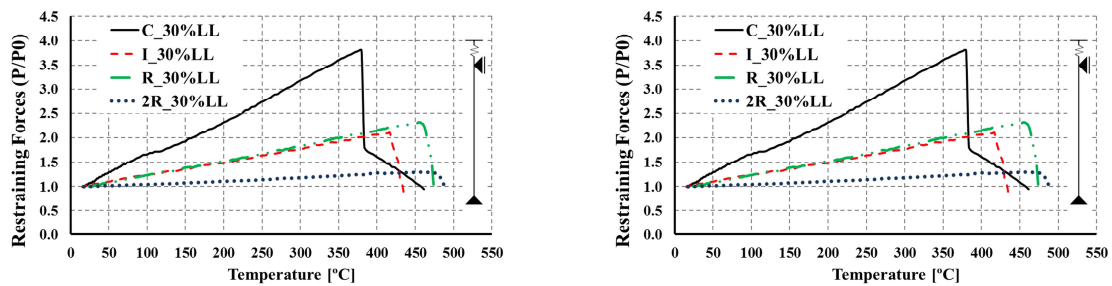 4.5
4.0
3.5
3.0
2.5
2.0
1.5
1.0
0.5
0.0
Restraining Forces (P/P0)
C_30%LL
I_30%LL
R_30%LL
2R_30%LL
0 50 100 150 200 250 300 350 400 450 500 550
Temperature [ºC]
4.5
4.0
3.5
3.0
2.5
2.0
1.5
1.0
0.5
0.0
Restraining Forces (P/P0)
C_30%LL
I_30%LL
R_30%LL
2R_30%LL
0 50 100 150 200 250 300 350 400 450 500 550
Temperature [ºC]